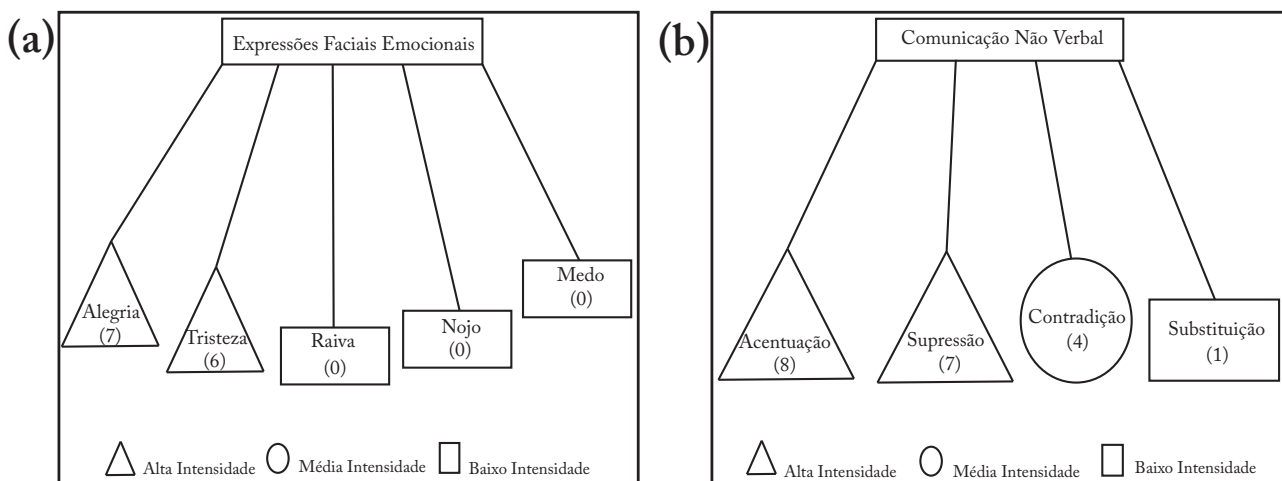 (a)
Expressões Faciais Emocionais
Alegria
(7)
Tristeza
(6)
Raiva
(0)
Nojo
(0)
Medo
(0)
Alta Intensidade
Média Intensidade
Baixo Intensidade
(b)
Comunicação Não Verbal
Acentuação
(8)
Supressão
(7)
Contradição
(4)
Substituição
(1)
Alta Intensidade
Média Intensidade
Baixo Intensidade